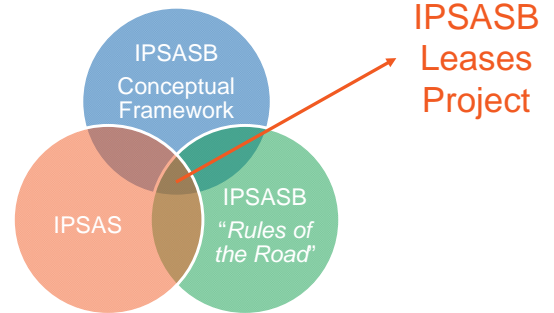 IPSASB
Conceptual
Framework
IPSASB
Leases
Project
IPSAS
IPSASB
“Rules of
the Road”